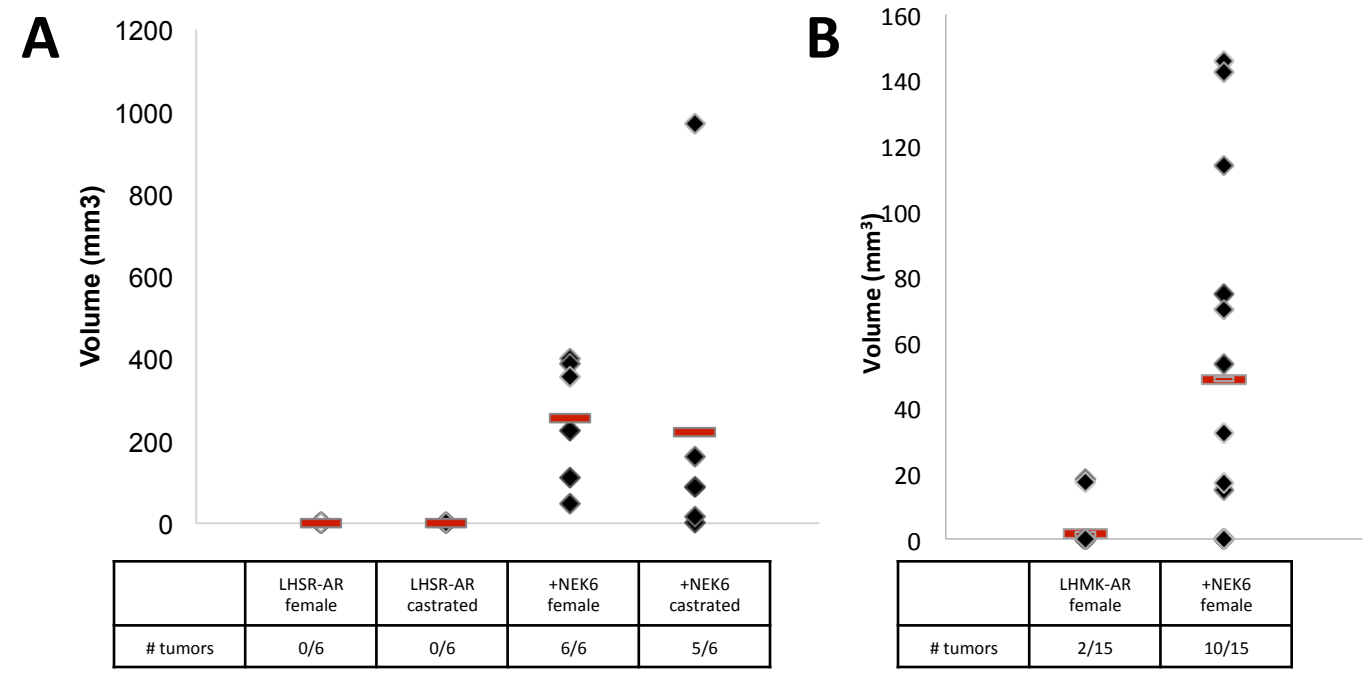 A
1200
1000
800
600
400
200
0
Volume (mm3)
LHSR-AR LHSR-AR +NEK6 +NEK6
female castrated female castrated
# tumors 0/6 0/6 6/6 5/6
B
160
140
120
100
80
60
40
20
0
Volume (mm³)
LHMK-AR +NEK6
female female
# tumors 2/15 10/15